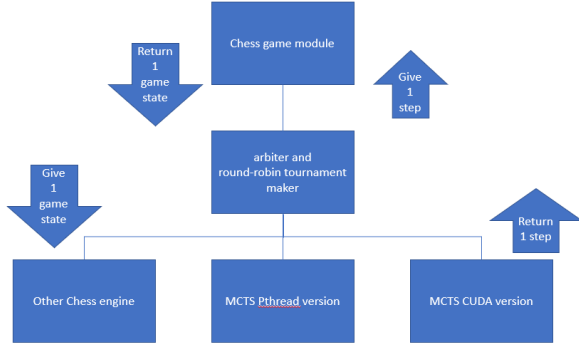 Chess game module
Return
1
game
state
Give
1
step
arbiter and
round-robin tournament
maker
Give
1
game
state
Return
1 step
Other Chess engine
MCTS Pthread version
MCTS CUDA version